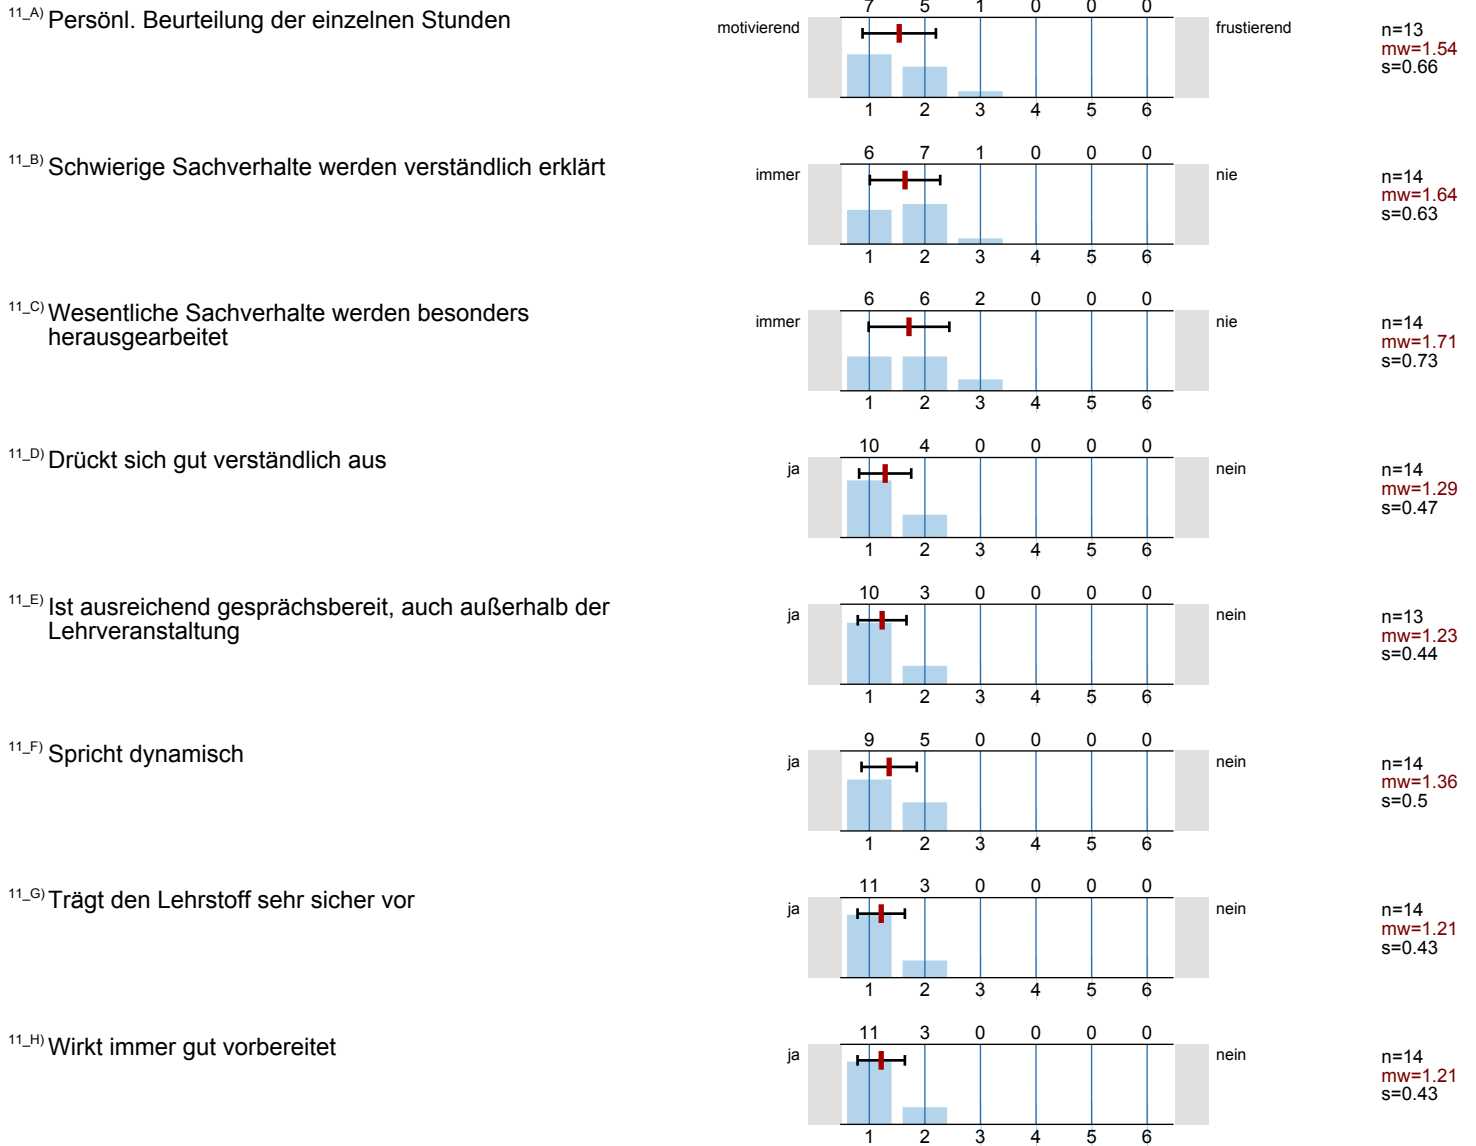 11_A) Persönl. Beurteilung der einzelnen Stunden
7 5 1 0 0 0
motivierend frustierend
n=13
mw=1.54
s=0.66
1 2 3 4 5 6
11_B) Schwierige Sachverhalte werden verständlich erklärt
6 7 1 0 0 0
immer nie
n=14
mw=1.64
s=0.63
1 2 3 4 5 6
11_C) Wesentliche Sachverhalte werden besonders
herausgearbeitet
6 6 2 0 0 0
immer nie
n=14
mw=1.71
s=0.73
1 2 3 4 5 6
11_D) Drückt sich gut verständlich aus
10 4 0 0 0 0
ja nein
n=14
mw=1.29
s=0.47
1 2 3 4 5 6
11_E) Ist ausreichend gesprächsbereit, auch außerhalb der
Lehrveranstaltung
10 3 0 0 0 0
ja nein
n=13
mw=1.23
s=0.44
1 2 3 4 5 6
11_F) Spricht dynamisch
9 5 0 0 0 0
ja nein
n=14
mw=1.36
s=0.5
1 2 3 4 5 6
11_G) Trägt den Lehrstoff sehr sicher vor
11 3 0 0 0 0
ja nein
n=14
mw=1.21
s=0.43
1 2 3 4 5 6
11_H) Wirkt immer gut vorbereitet
11 3 0 0 0 0
ja nein
n=14
mw=1.21
s=0.43
1 2 3 4 5 6